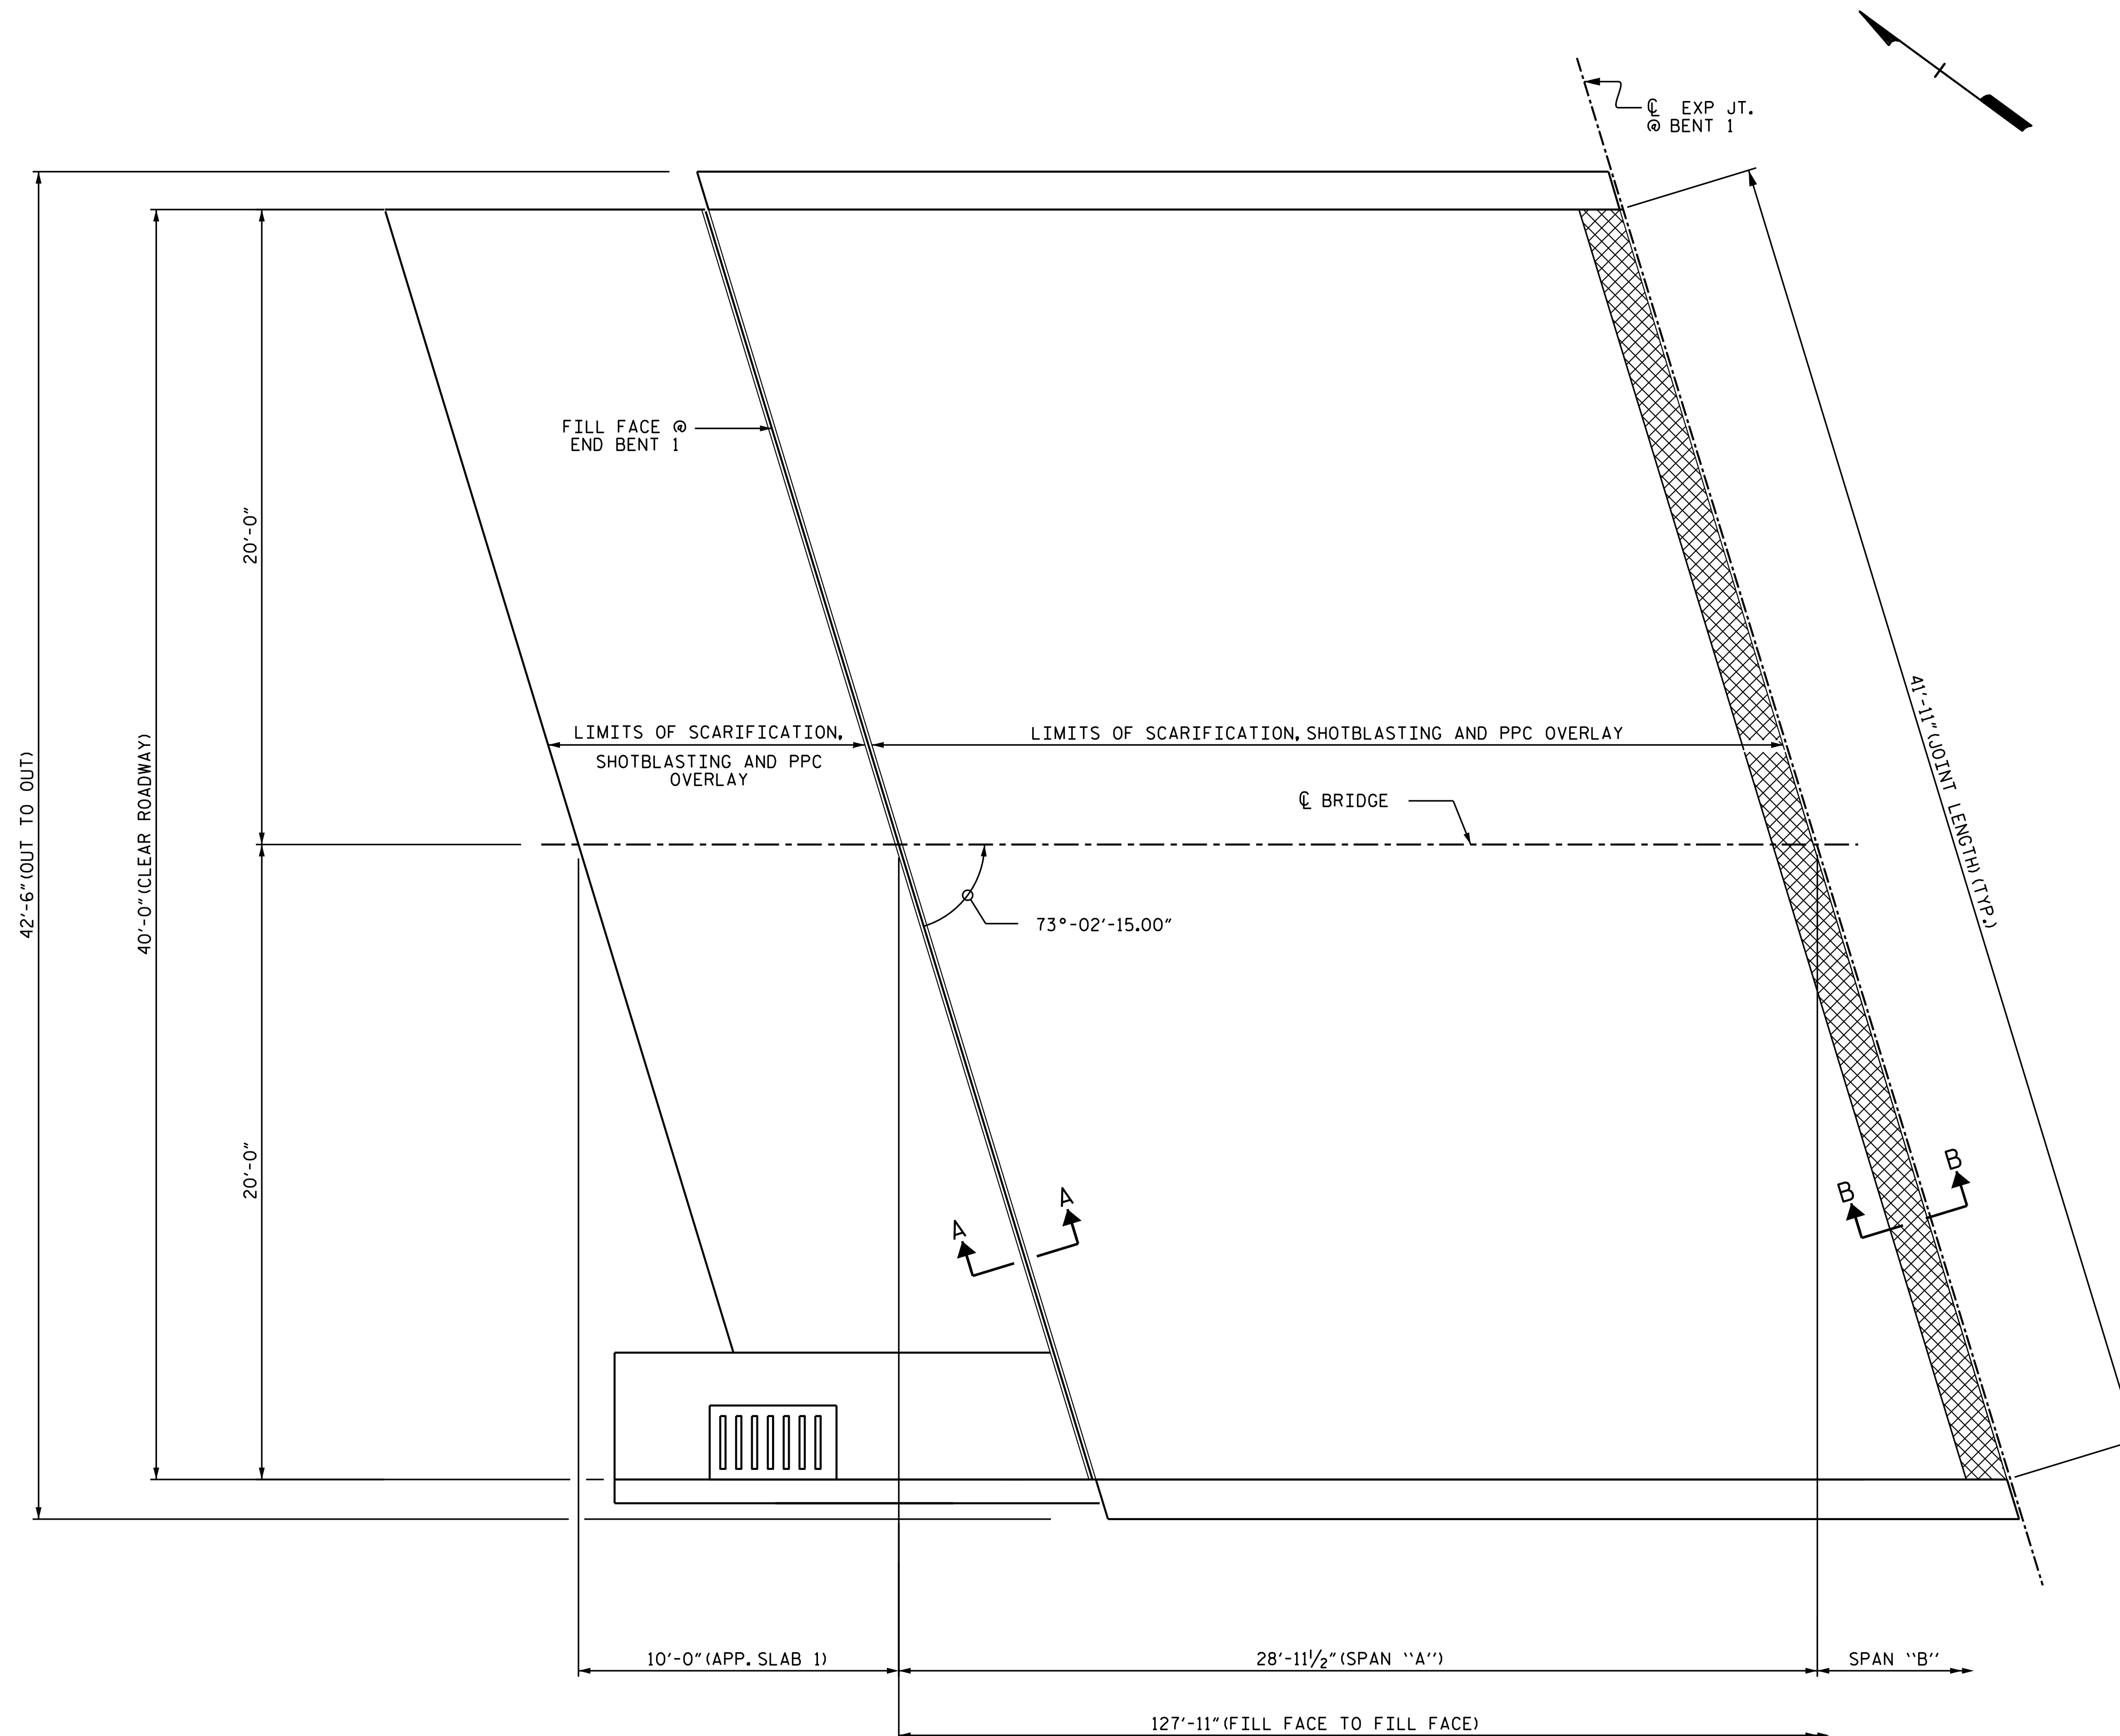 ℄ EXP JT.
@ BENT 1
FILL FACE @
END BENT 1
20'-0"
42'-6" (OUT TO OUT)
40'-0" (CLEAR ROADWAY)
LIMITS OF SCARIFICATION,
SHOTBLASTING AND PPC
OVERLAY
LIMITS OF SCARIFICATION, SHOTBLASTING AND PPC OVERLAY
41'-11" (JOINT LENGTH) (TYP.)
℄ BRIDGE
73°-02'-15.00"
20'-0"
A
A
B
B
10'-0" (APP. SLAB 1)
28'-11½" (SPAN ‘‘A’’)
SPAN ‘‘B’’
127'-11" (FILL FACE TO FILL FACE)